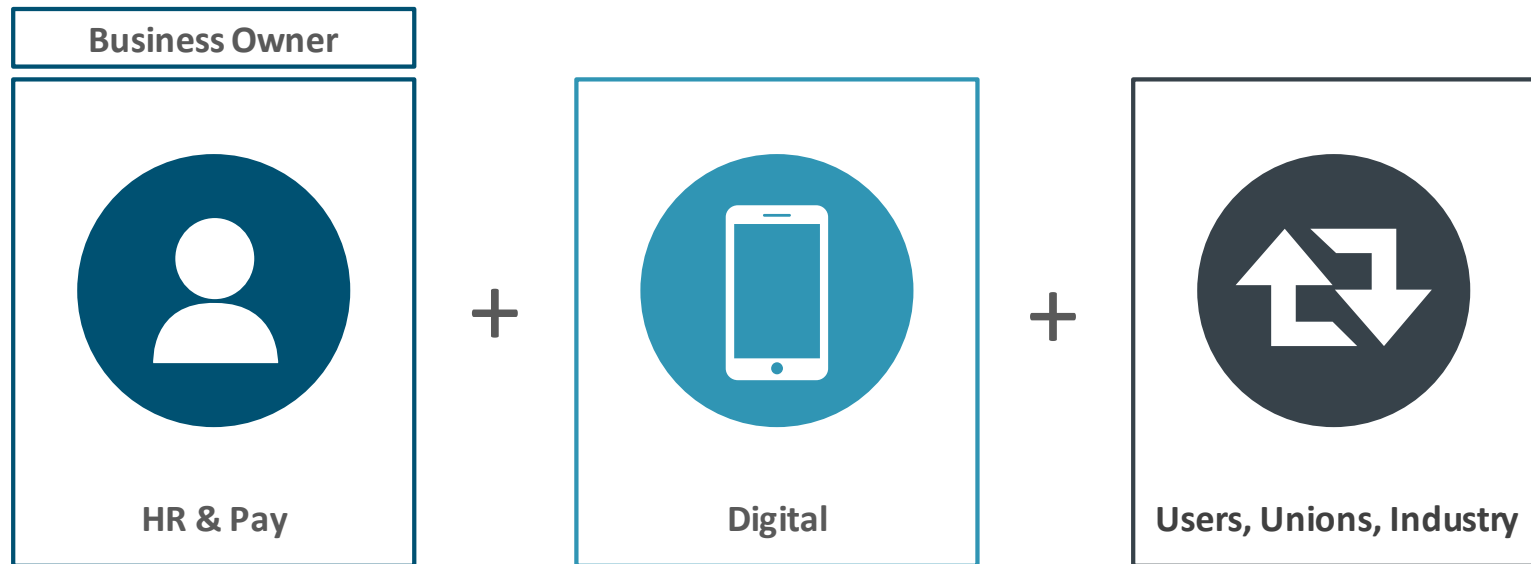 Business Owner
HR & Pay
+
Digital
+
Users, Unions, Industry